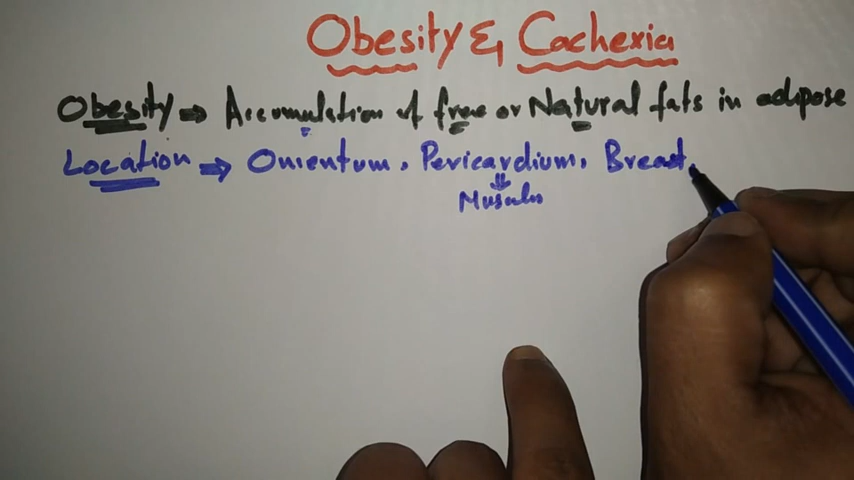 Obesity & Cachexia
Obesity ⇒ Accumulation of free or Natural fats in adipose
Location ⇒ Omentum, Pericardium, Breast,
⇓
Muscles